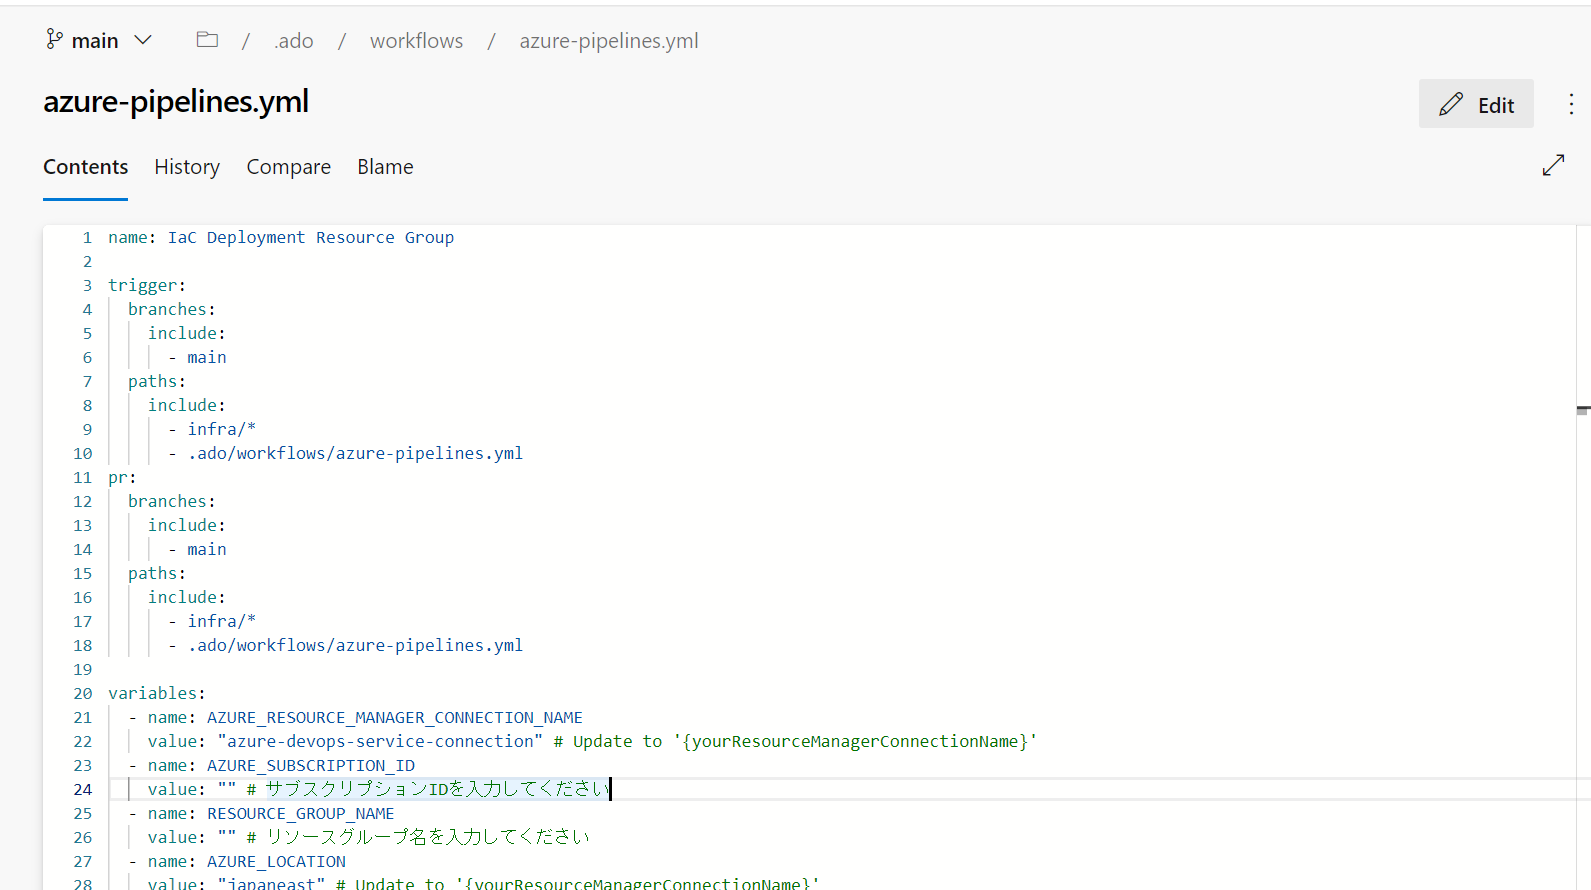 main
/ .ado / workflows / azure-pipelines.yml
azure-pipelines.yml
Edit
Contents History Compare Blame
1 name: IaC Deployment Resource Group
2
3 trigger:
4 branches:
5 include:
6 - main
7 paths:
8 include:
9 - infra/*
10 - .ado/workflows/azure-pipelines.yml
11 pr:
12 branches:
13 include:
14 - main
15 paths:
16 include:
17 - infra/*
18 - .ado/workflows/azure-pipelines.yml
19
20 variables:
21 - name: AZURE_RESOURCE_MANAGER_CONNECTION_NAME
22 value: "azure-devops-service-connection" # Update to '{yourResourceManagerConnectionName}'
23 - name: AZURE_SUBSCRIPTION_ID
24 value: "" # サブスクリプションIDを入力してください
25 - name: RESOURCE_GROUP_NAME
26 value: "" # リソースグループ名を入力してください
27 - name: AZURE_LOCATION
28 value: "japaneast" # Update to '{yourResourceManagerConnectionName}'